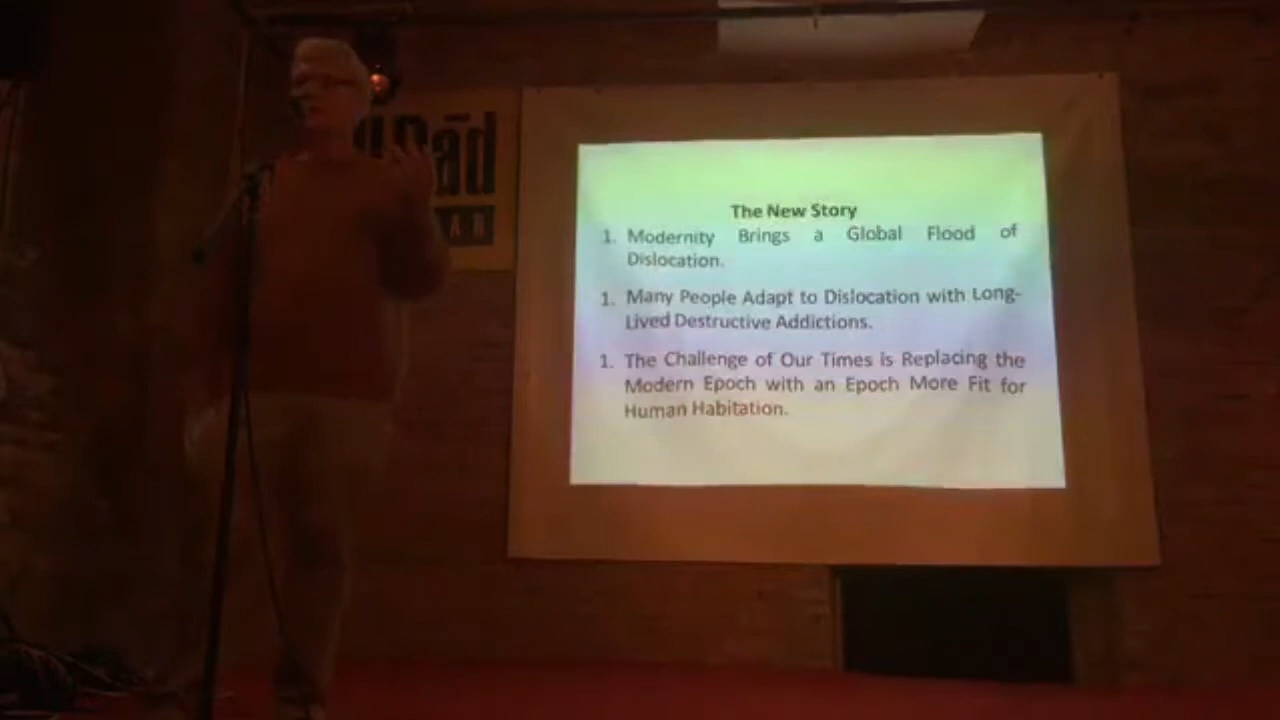 The New Story
1. Modernity Brings a Global Flood of
Dislocation.
1. Many People Adapt to Dislocation with Long-
Lived Destructive Addictions.
1. The Challenge of Our Times is Replacing the
Modern Epoch with an Epoch More Fit for
Human Habitation.